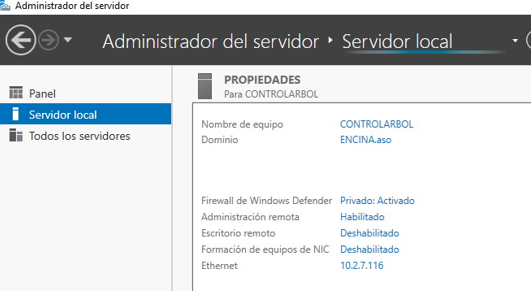 Administrador del servidor
Administrador del servidor ‣ Servidor local
Panel
Servidor local
Todos los servidores
PROPIEDADES
Para CONTROLARBOL
Nombre de equipo CONTROLARBOL
Dominio ENCINA.aso
Firewall de Windows Defender Privado: Activado
Administración remota Habilitado
Escritorio remoto Deshabilitado
Formación de equipos de NIC Deshabilitado
Ethernet 10.2.7.116